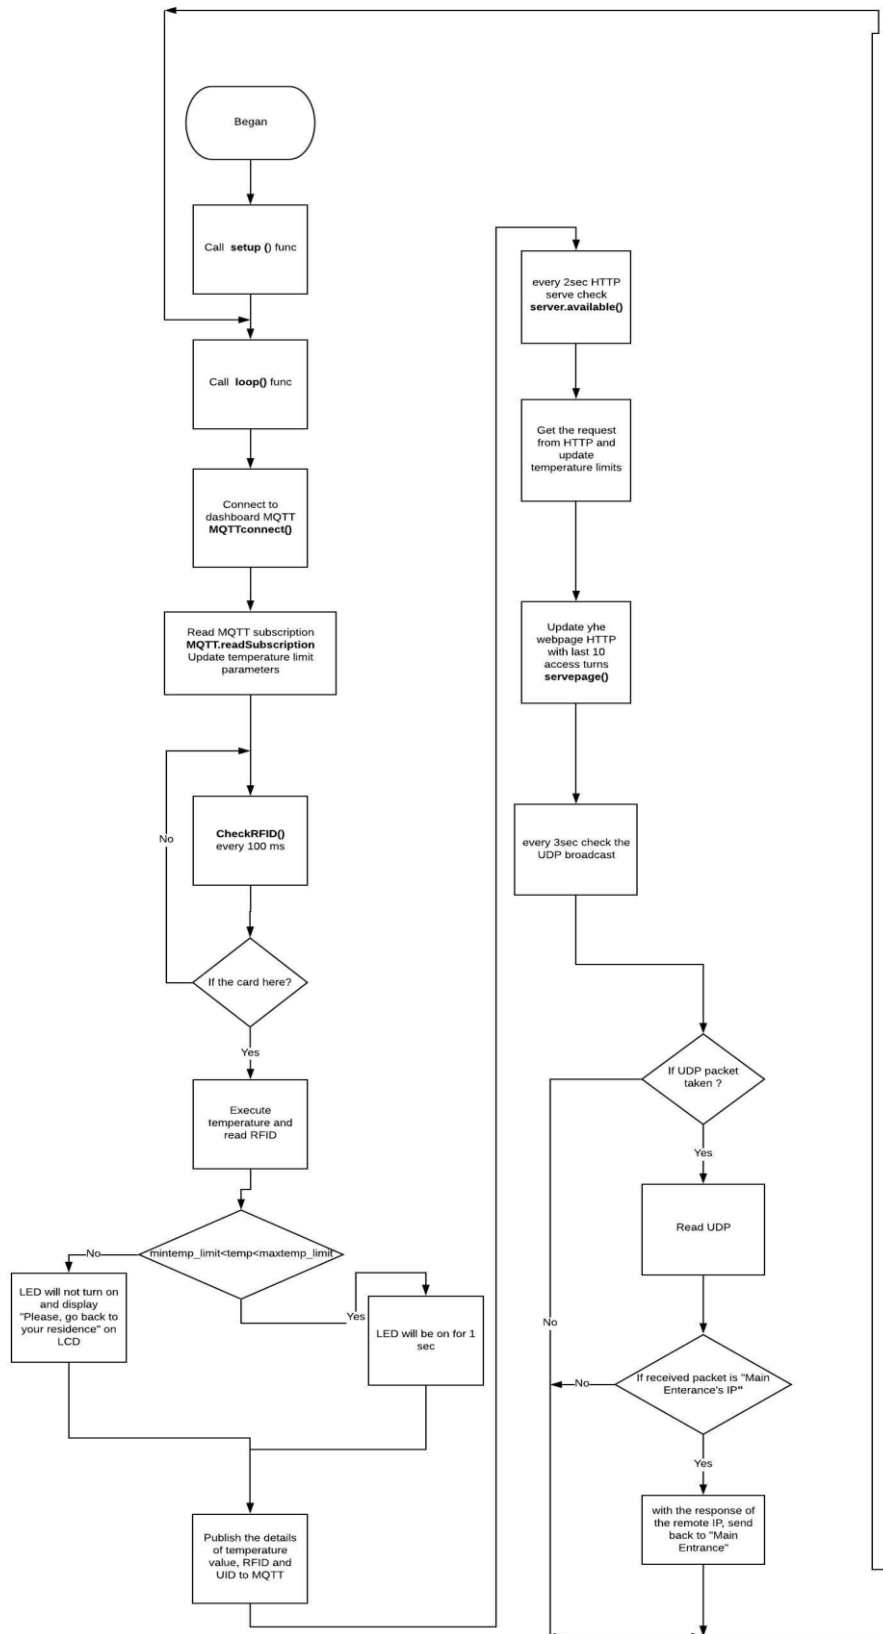 Began
Call setup () func
Call loop() func
Connect to
dashboard MQTT
MQTTconnect()
Read MQTT subscription
MQTT.readSubscription
Update temperature limit
parameters
No
CheckRFID()
every 100 ms
If the card here?
Yes
Execute
temperature and
read RFID
mintemp_limit<temp<maxtemp_limit
No
LED will not turn on
and display
"Please, go back to
your residence" on
LCD
Yes
LED will be on for 1
sec
Publish the details
of temperature
value, RFID and
UID to MQTT
every 2sec HTTP
serve check
server.available()
Get the request
from HTTP and
update
temperature limits
Update yhe
webpage HTTP
with last 10
access turns
servepage()
every 3sec check the
UDP broadcast
If UDP packet
taken ?
Yes
Read UDP
No
If received packet is "Main
Enterance's IP"
No
Yes
with the response of
the remote IP, send
back to "Main
Entrance"